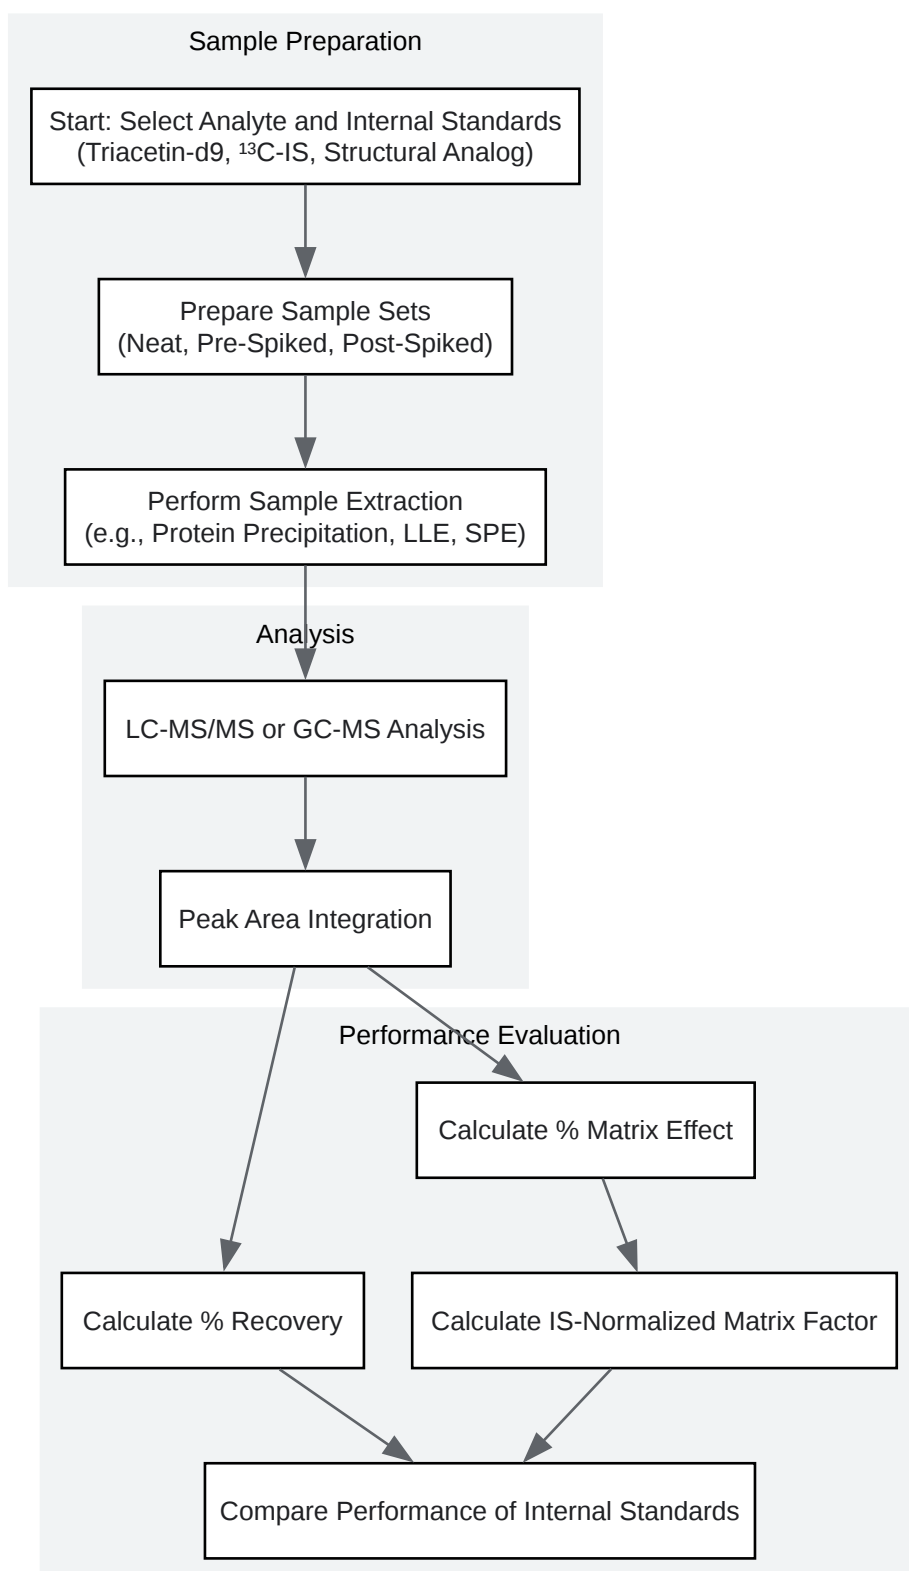 Sample Preparation
Start: Select Analyte and Internal Standards
(Triacetin-d9, ¹³C-IS, Structural Analog)
Prepare Sample Sets
(Neat, Pre-Spiked, Post-Spiked)
Perform Sample Extraction
(e.g., Protein Precipitation, LLE, SPE)
Analysis
LC-MS/MS or GC-MS Analysis
Peak Area Integration
Performance Evaluation
Calculate % Matrix Effect
Calculate % Recovery
Calculate IS-Normalized Matrix Factor
Compare Performance of Internal Standards